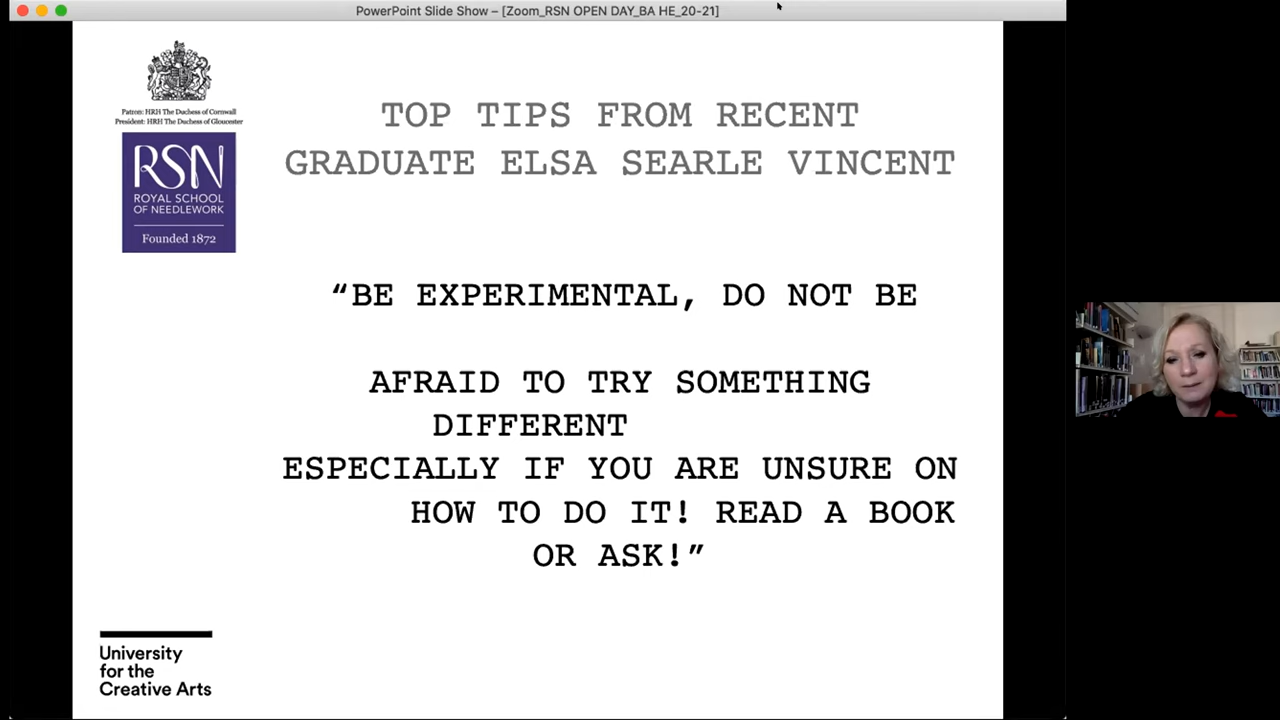 PowerPoint Slide Show – [Zoom_RSN OPEN DAY_BA HE_20-21]
Patron: HRH The Duchess of Cornwall
President: HRH The Duchess of Gloucester
RSN
ROYAL SCHOOL
OF NEEDLEWORK
Founded 1872
TOP TIPS FROM RECENT
GRADUATE ELSA SEARLE VINCENT
“BE EXPERIMENTAL, DO NOT BE
AFRAID TO TRY SOMETHING
DIFFERENT
ESPECIALLY IF YOU ARE UNSURE ON
HOW TO DO IT! READ A BOOK
OR ASK!”
University
for the
Creative Arts